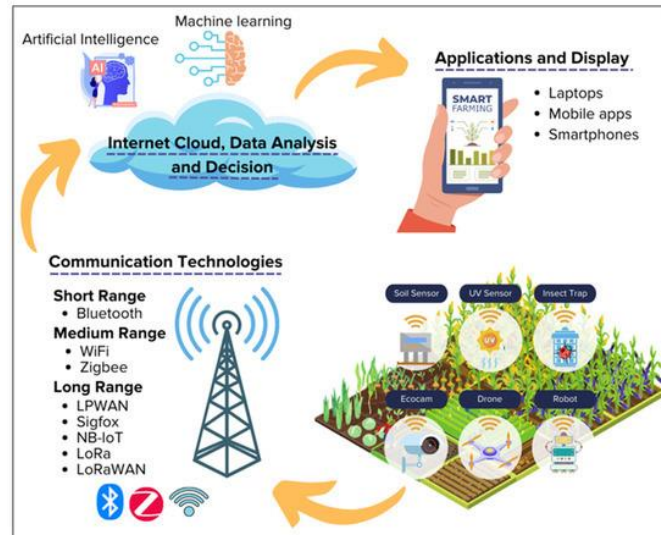 Machine learning
Artificial Intelligence
AI
Internet Cloud, Data Analysis
and Decision
Applications and Display
SMART
FARMING
• Laptops
• Mobile apps
• Smartphones
Communication Technologies
Short Range
• Bluetooth
Medium Range
• WiFi
• Zigbee
Long Range
• LPWAN
• Sigfox
• NB-IoT
• LoRa
• LoRaWAN
Soil Sensor
UV Sensor
Insect Trap
UV
Ecocam
Drone
Robot